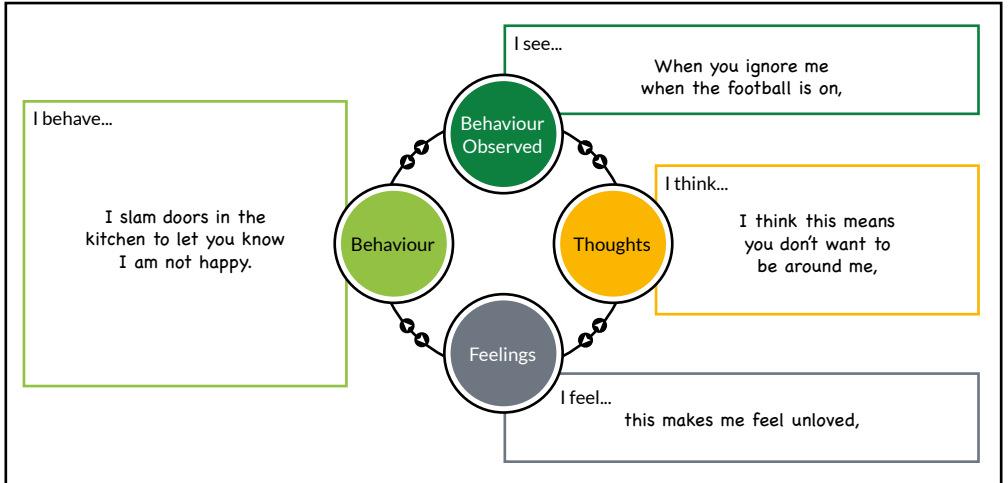 I see...
When you ignore me
when the football is on,
Behaviour
Observed
I think...
I think this means
you don't want to
be around me,
Thoughts
I feel...
this makes me feel unloved,
Feelings
I behave...
I slam doors in the
kitchen to let you know
I am not happy.
Behaviour